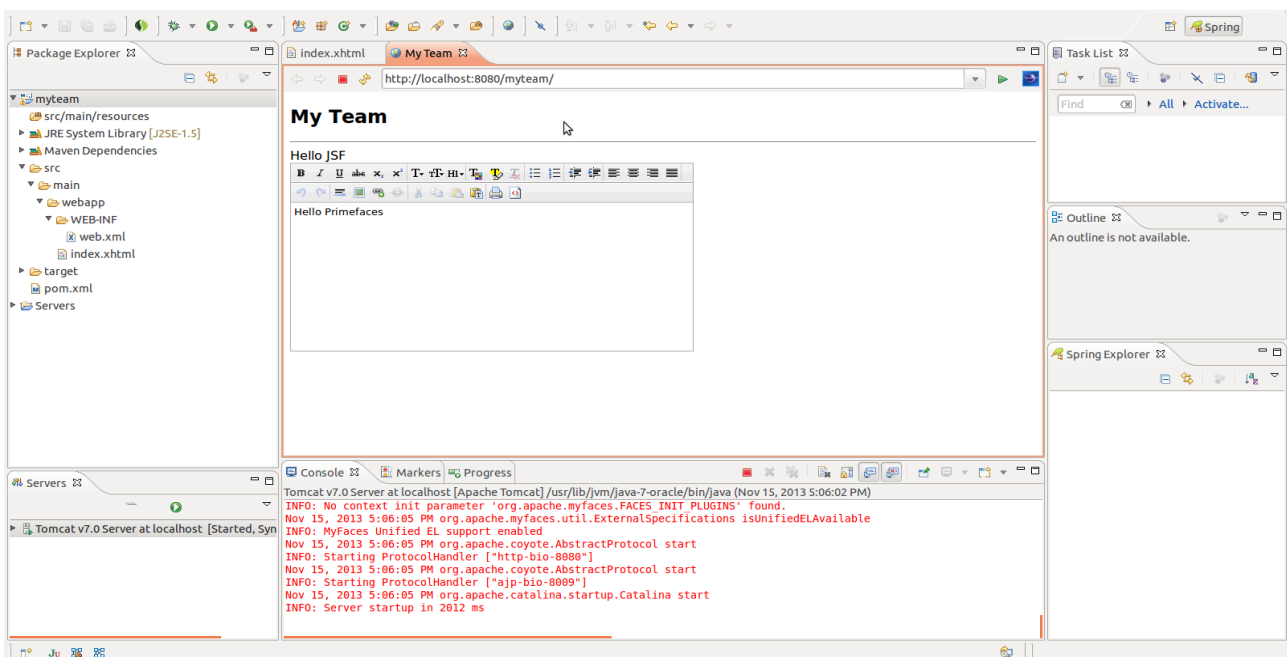 Spring
Package Explorer
index.xhtml
My Team
Task List
http://localhost:8080/myteam/
Find
All
Activate...
myteam
src/main/resources
JRE System Library [J2SE-1.5]
Maven Dependencies
src
main
webapp
WEB-INF
web.xml
index.xhtml
target
pom.xml
Servers
My Team
Hello JSF
Hello Primefaces
Outline
An outline is not available.
Spring Explorer
Servers
Tomcat v7.0 Server at localhost [Started, Syn
Console
Markers
Progress
Tomcat v7.0 Server at localhost [Apache Tomcat] /usr/lib/jvm/java-7-oracle/bin/java (Nov 15, 2013 5:06:02 PM)
INFO: No context init parameter 'org.apache.myfaces.FACES_INIT_PLUGINS' found.
Nov 15, 2013 5:06:05 PM org.apache.myfaces.util.ExternalSpecifications isUnifiedELAvailable
INFO: MyFaces Unified EL support enabled
Nov 15, 2013 5:06:05 PM org.apache.coyote.AbstractProtocol start
INFO: Starting ProtocolHandler ["http-bio-8080"]
Nov 15, 2013 5:06:05 PM org.apache.coyote.AbstractProtocol start
INFO: Starting ProtocolHandler ["ajp-bio-8009"]
Nov 15, 2013 5:06:05 PM org.apache.catalina.startup.Catalina start
INFO: Server startup in 2012 ms